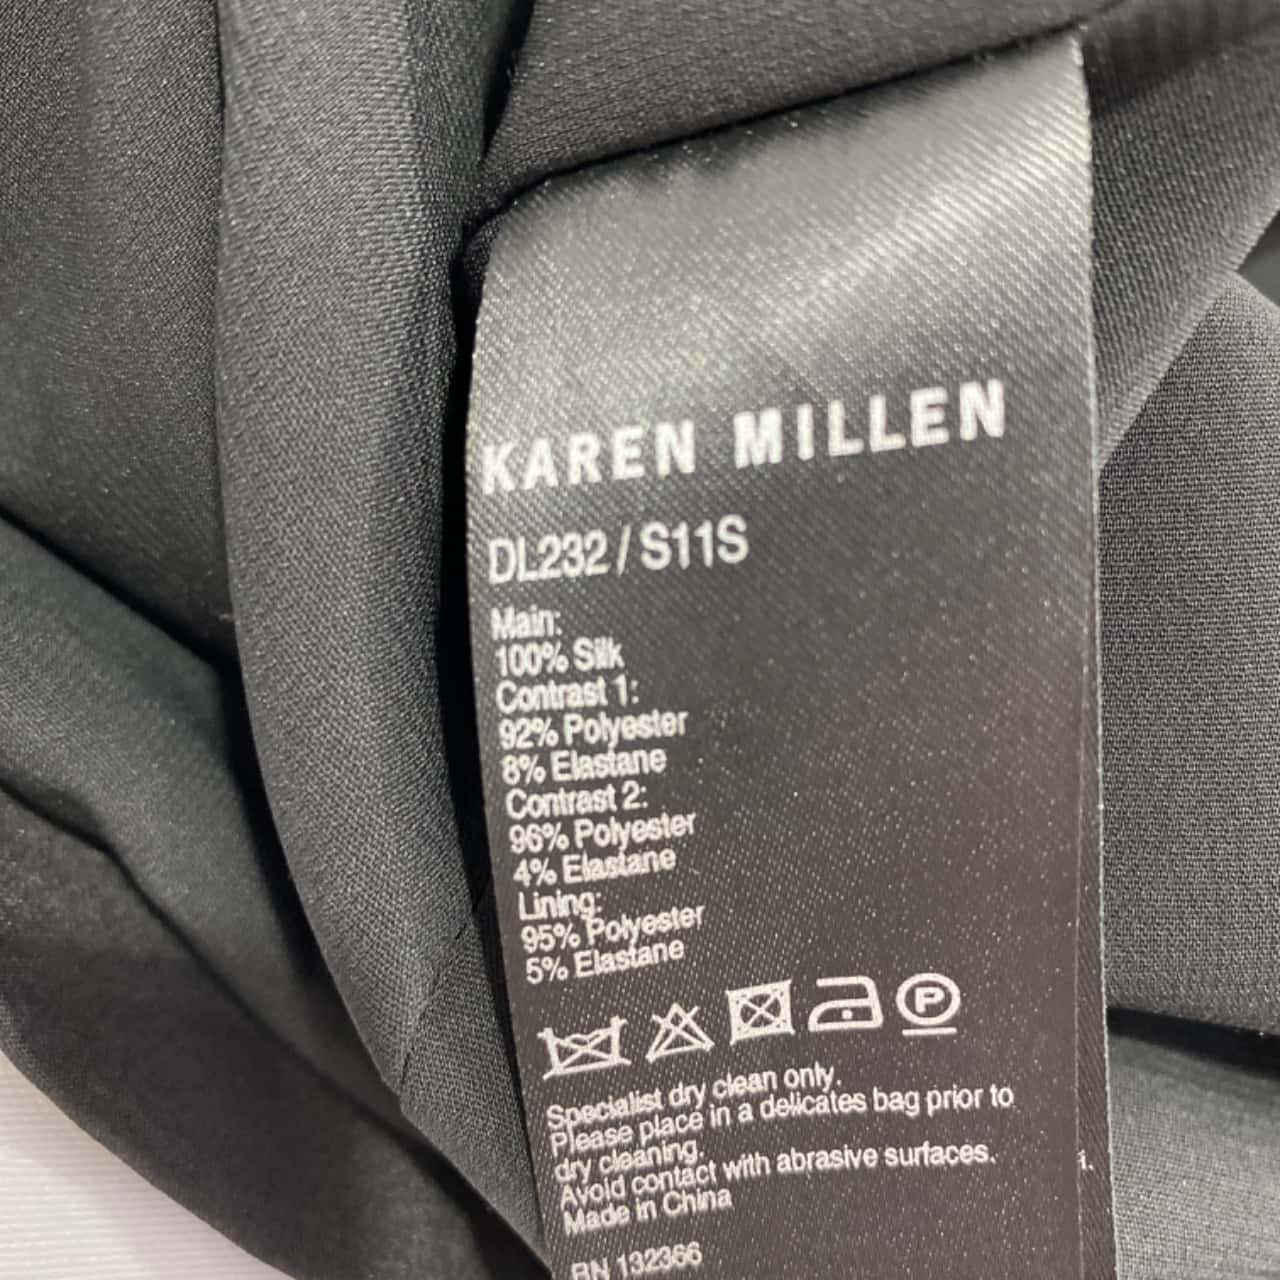 KAREN MILLEN
DL232 / S11S
Main:
100% Silk
Contrast 1:
92% Polyester
8% Elastane
Contrast 2:
96% Polyester
4% Elastane
Lining:
95% Polyester
5% Elastane
P
Specialist dry clean only.
Please place in a delicates bag prior to
dry cleaning.
Avoid contact with abrasive surfaces.
Made in China
RN 132366